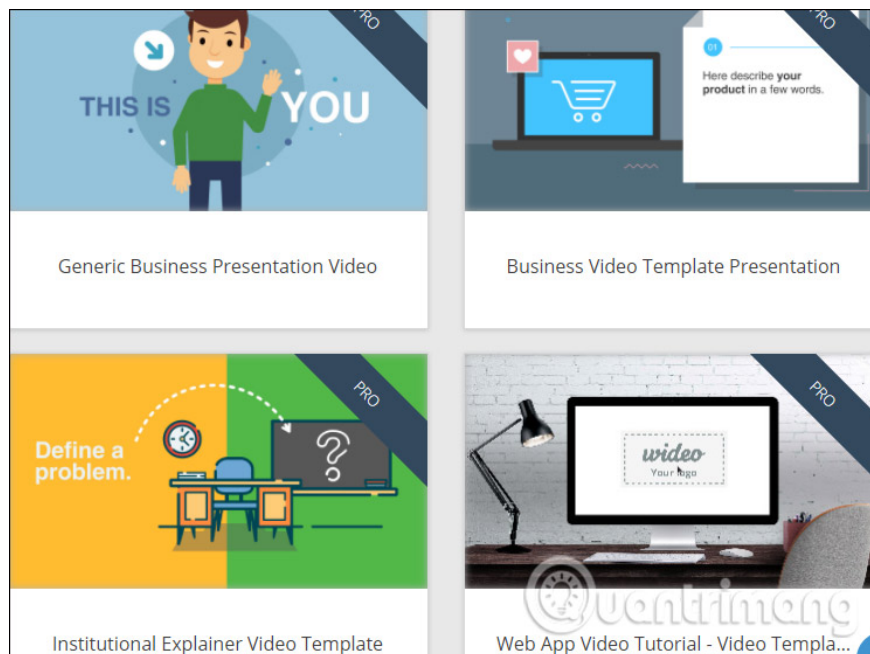 PRO
THIS IS YOU
Generic Business Presentation Video
PRO
01
Here describe your
product in a few words.
Business Video Template Presentation
PRO
Define a
problem.
Institutional Explainer Video Template
PRO
wideo
Your logo
Web App Video Tutorial - Video Templa...
Quantrimang